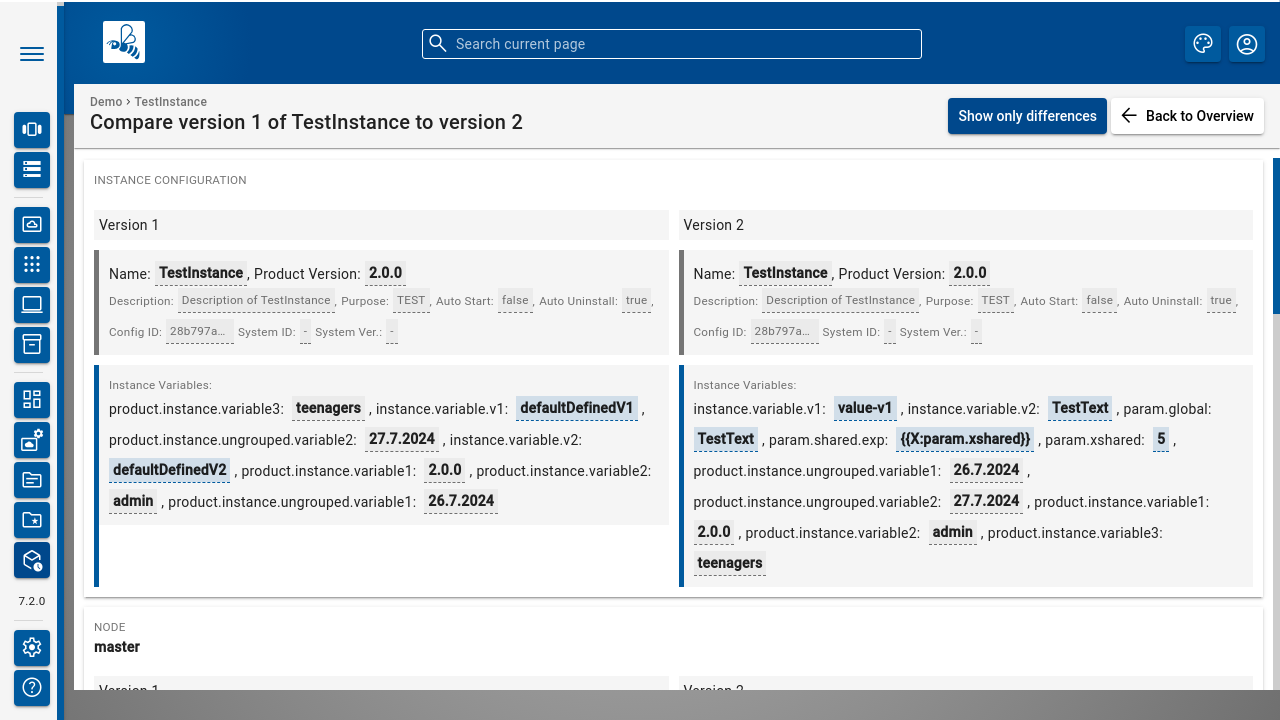 Search current page
Demo › TestInstance
Compare version 1 of TestInstance to version 2
Show only differences
Back to Overview
INSTANCE CONFIGURATION
Version 1
Name: TestInstance , Product Version: 2.0.0
Description: Description of TestInstance , Purpose: TEST , Auto Start: false , Auto Uninstall: true ,
Config ID: 28b797a... System ID: - System Ver.: -
Instance Variables:
product.instance.variable3: teenagers , instance.variable.v1: defaultDefinedV1 ,
product.instance.ungrouped.variable2: 27.7.2024 , instance.variable.v2:
defaultDefinedV2 , product.instance.variable1: 2.0.0 , product.instance.variable2:
admin , product.instance.ungrouped.variable1: 26.7.2024
Version 2
Name: TestInstance , Product Version: 2.0.0
Description: Description of TestInstance , Purpose: TEST , Auto Start: false , Auto Uninstall: true ,
Config ID: 28b797a... System ID: - System Ver.: -
Instance Variables:
instance.variable.v1: value-v1 , instance.variable.v2: TestText , param.global:
TestText , param.shared.exp: {{X:param.xshared}} , param.xshared: 5 ,
product.instance.ungrouped.variable1: 26.7.2024 ,
product.instance.ungrouped.variable2: 27.7.2024 , product.instance.variable1:
2.0.0 , product.instance.variable2: admin , product.instance.variable3:
teenagers
NODE
master
Version 1
Version 2
7.2.0